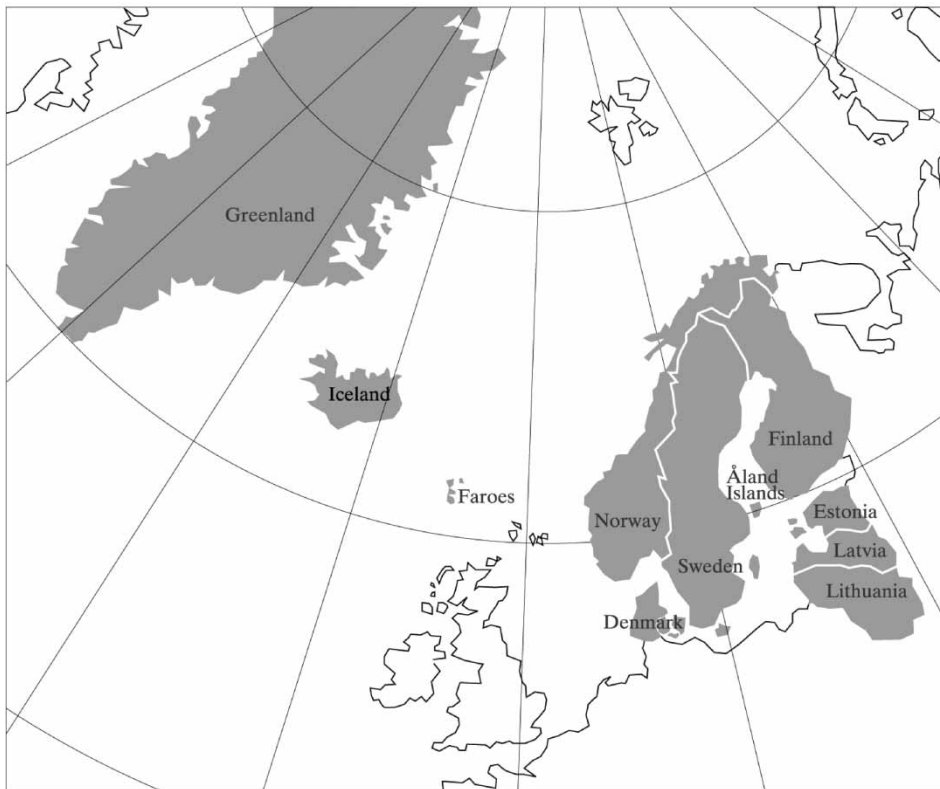 Greenland
Iceland
Finland
Åland
Islands
Faroes
Norway
Estonia
Latvia
Sweden
Lithuania
Denmark